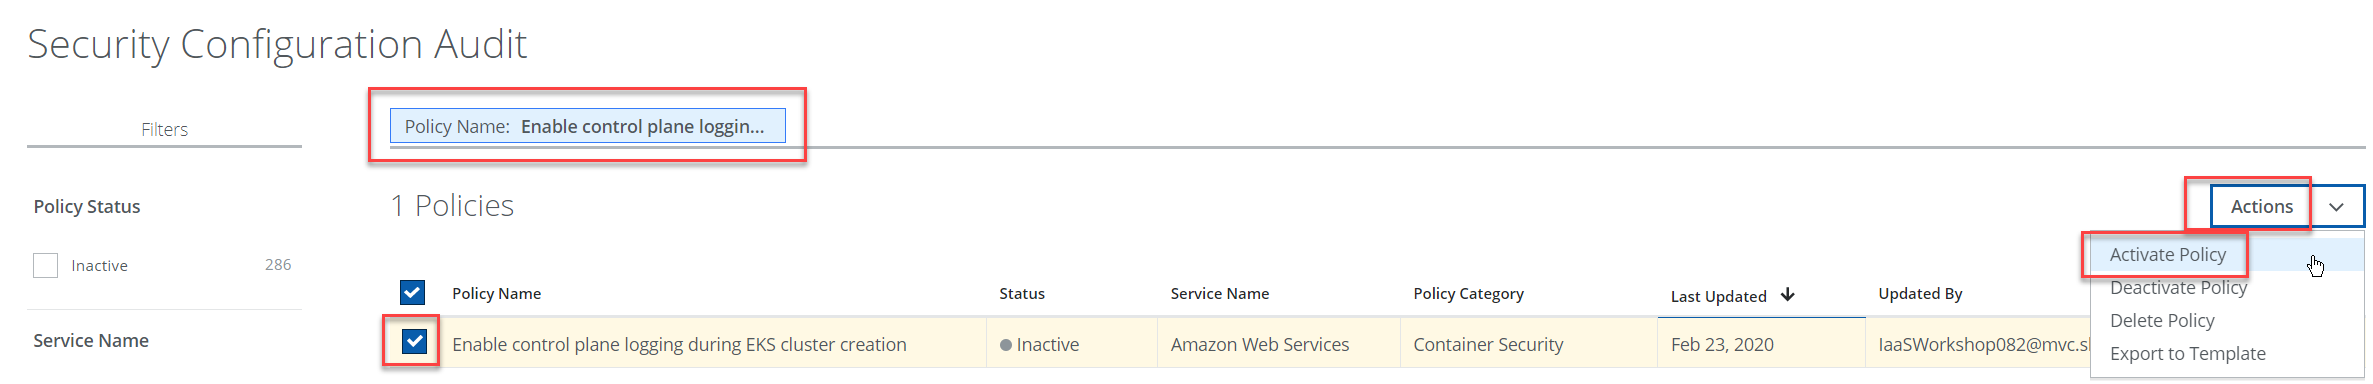 Security Configuration Audit
Filters
Policy Name: Enable control plane loggin...
Policy Status
1 Policies
Actions
Inactive 286
Activate Policy
Deactivate Policy
Delete Policy
Export to Template
Policy Name Status Service Name Policy Category Last Updated Updated By
Service Name
Enable control plane logging during EKS cluster creation Inactive Amazon Web Services Container Security Feb 23, 2020 IaaSWorkshop082@mvc.s